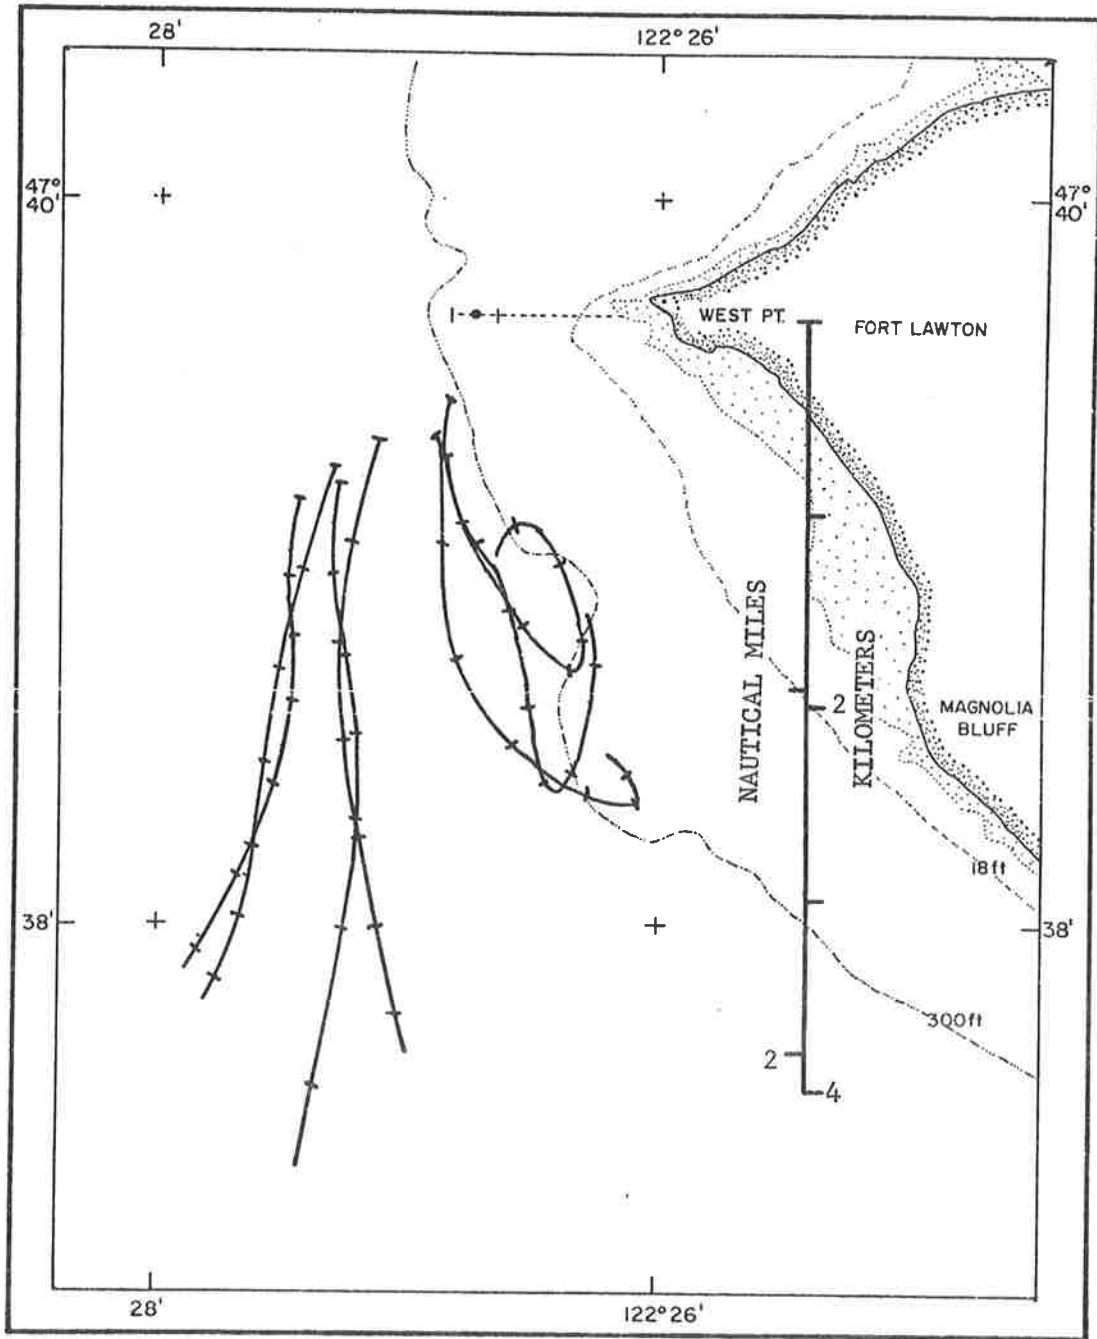 28'
122° 26'
47°
40'
47°
40'
WEST PT.
FORT LAWTON
NAUTICAL MILES
KILOMETERS
2
MAGNOLIA
BLUFF
18ft
38'
38'
300ft
2
4
28'
122° 26'